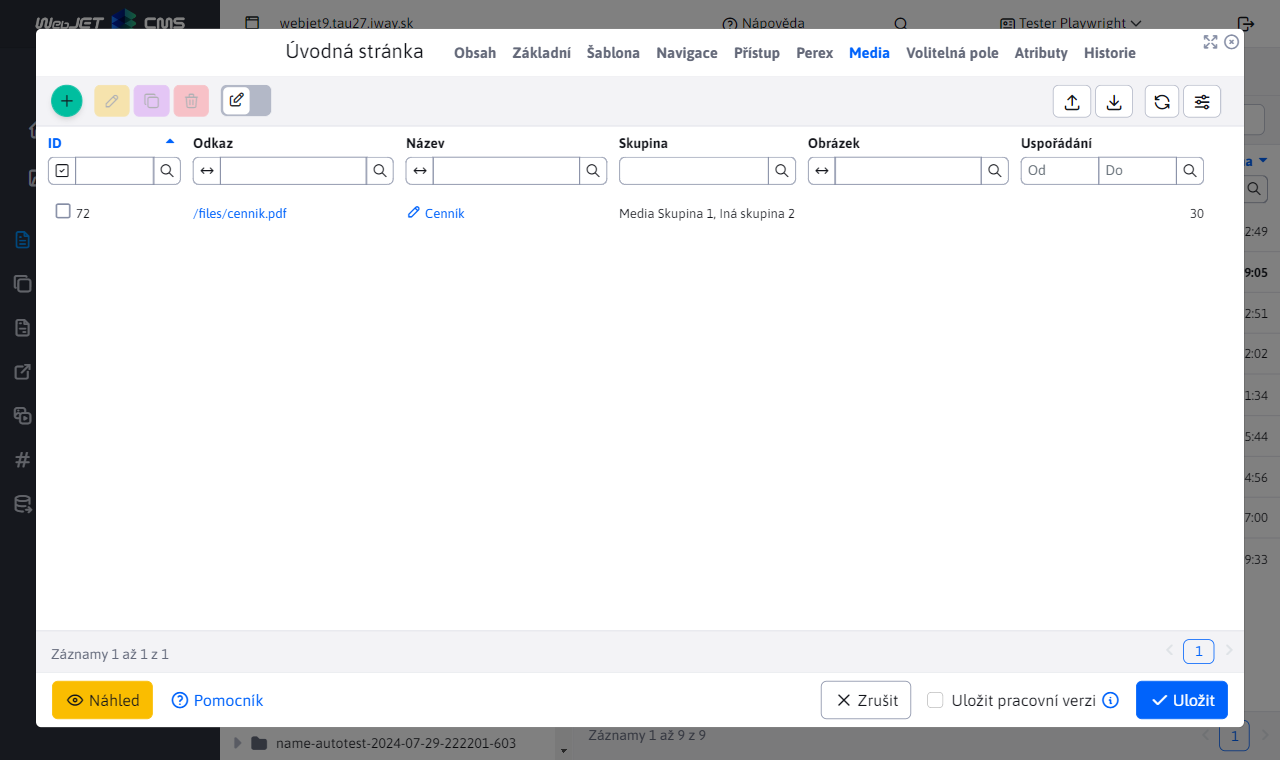 WebJET CMS
webjet9.tau27.iway.sk
Nápověda
Tester Playwright
Úvodná stránka
Obsah Základní Šablona Navigace Přístup Perex Media Volitelná pole Atributy Historie
ID Odkaz Název Skupina Obrázek Uspořádání
Od Do
72 /files/cennik.pdf Cenník Media Skupina 1, Iná skupina 2 30
2:49
9:05
2:51
2:02
1:34
5:44
4:56
7:00
9:33
Záznamy 1 až 1 z 1
1
Náhled Pomocník Zrušit Uložit pracovní verzi Uložit
name-autotest-2024-07-29-222201-603
Záznamy 1 až 9 z 9
1